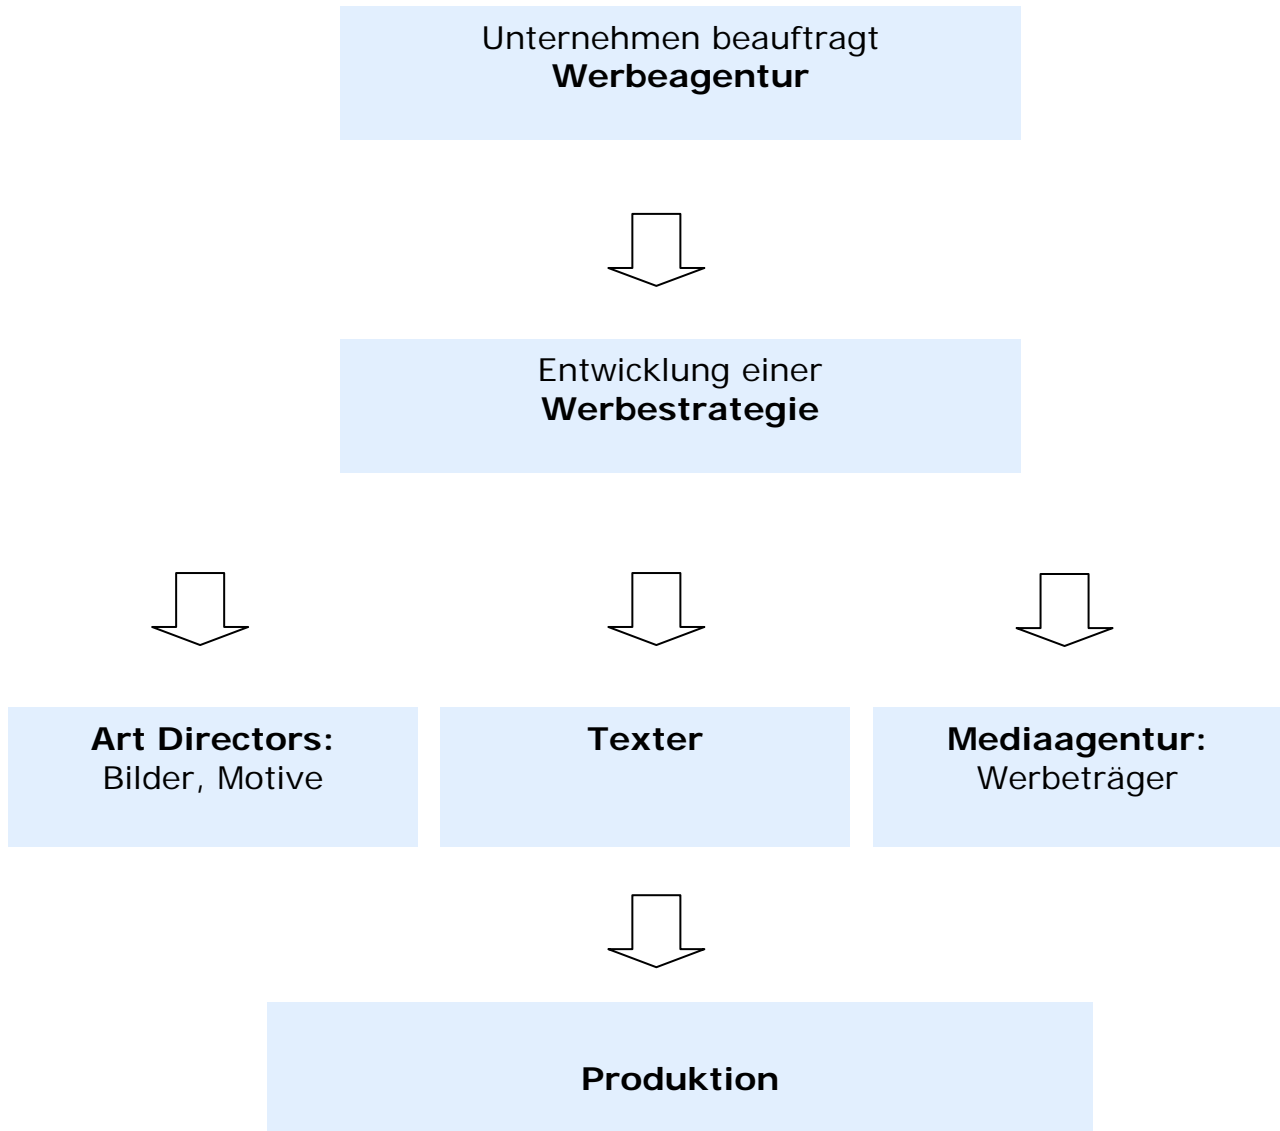 Unternehmen beauftragt
Werbeagentur
Entwicklung einer
Werbestrategie
Art Directors:
Bilder, Motive
Texter
Mediaagentur:
Werbeträger
Produktion